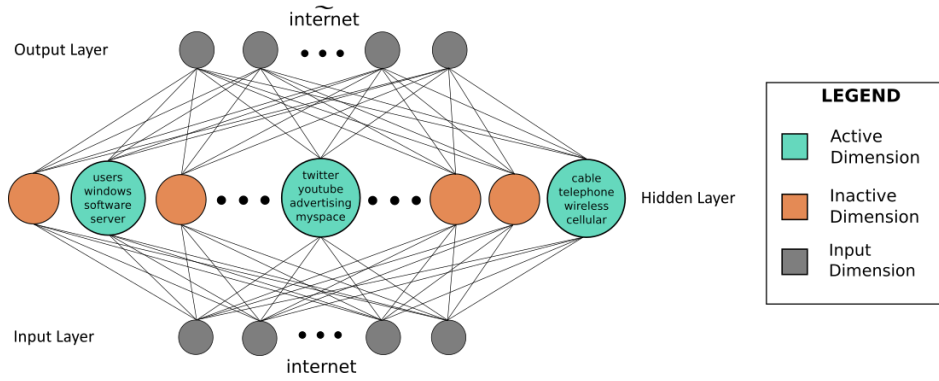 internet
Output Layer
LEGEND
Active
Dimension
users
windows
software
server
twitter
youtube
advertising
myspace
cable
telephone
wireless
cellular
Hidden Layer
Inactive
Dimension
Input
Dimension
Input Layer
internet